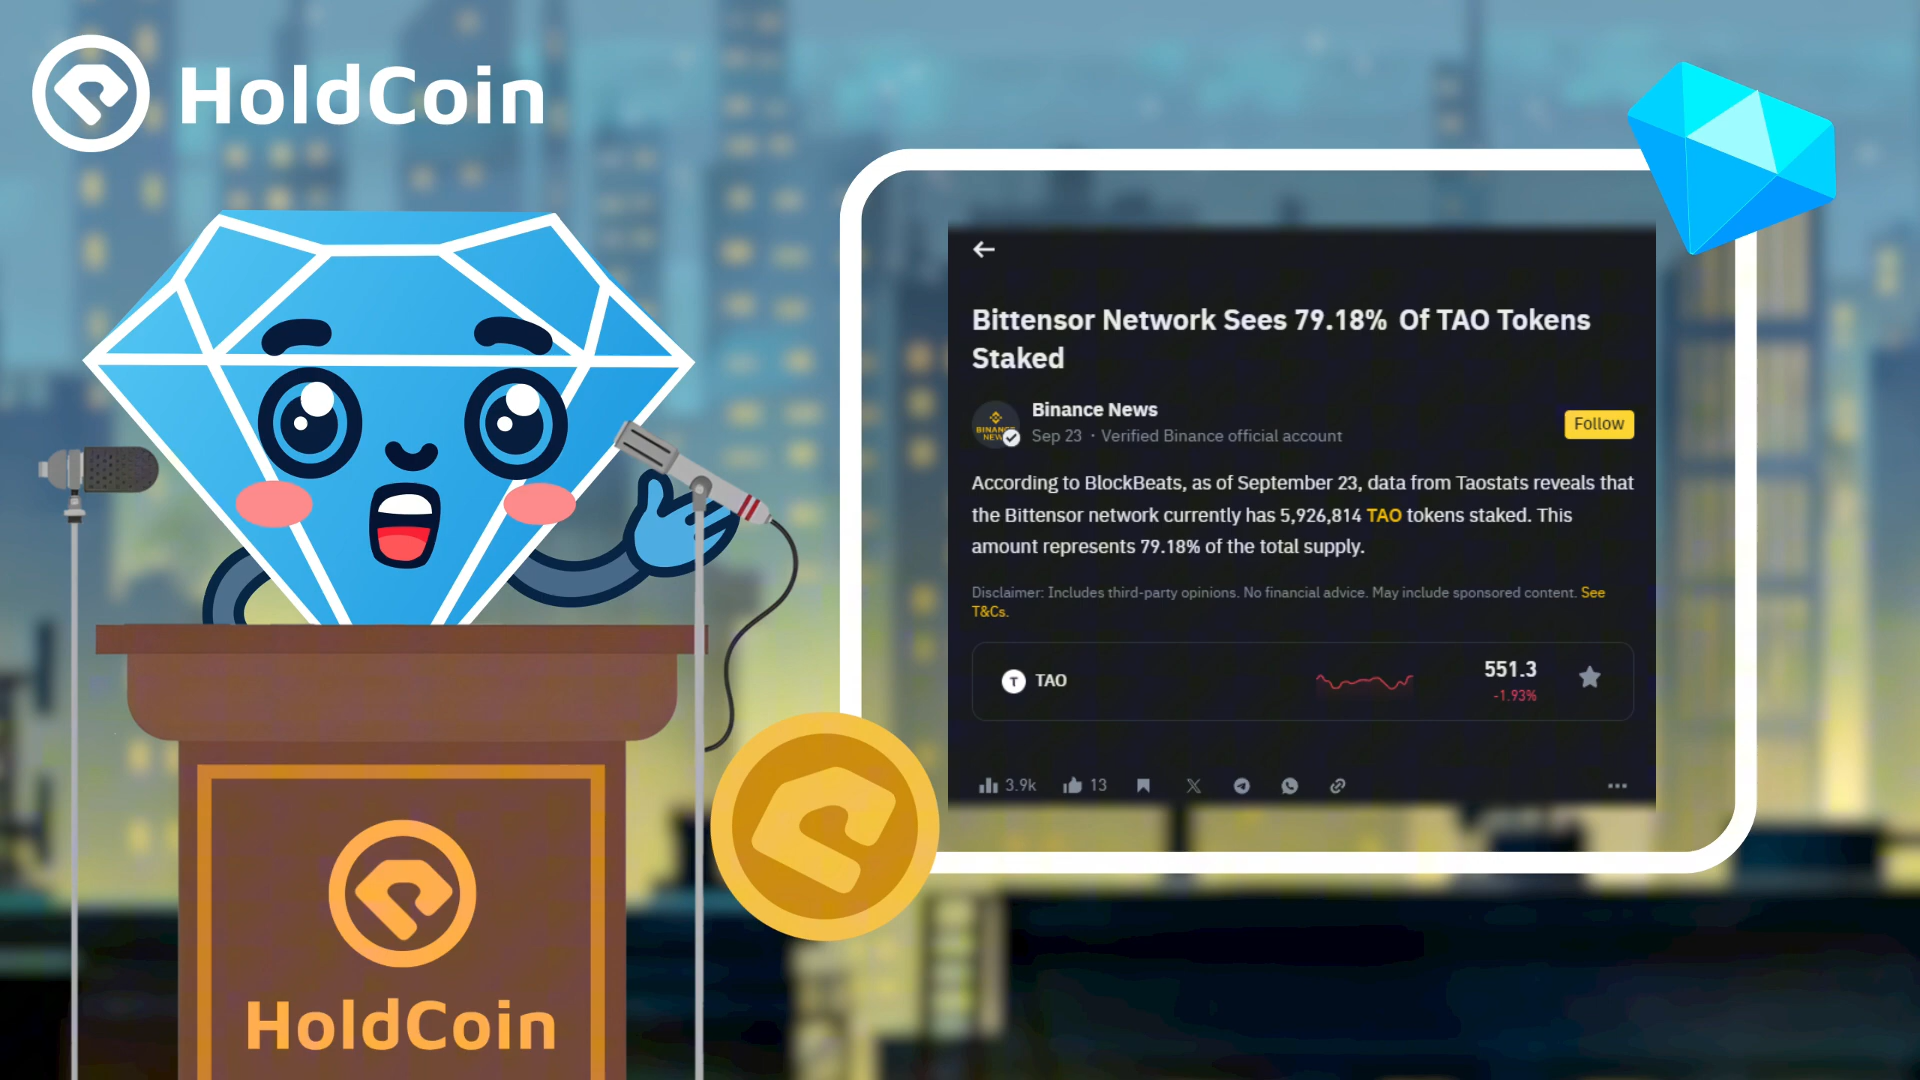 HoldCoin
Bittensor Network Sees 79.18% Of TAO Tokens
Staked
BINANCE
NEWS
Binance News
Sep 23 · Verified Binance official account
Follow
According to BlockBeats, as of September 23, data from Taostats reveals that
the Bittensor network currently has 5,926,814 TAO tokens staked. This
amount represents 79.18% of the total supply.
Disclaimer: Includes third-party opinions. No financial advice. May include sponsored content. See
T&Cs.
T TAO
551.3
-1.93%
3.9k 13
HoldCoin